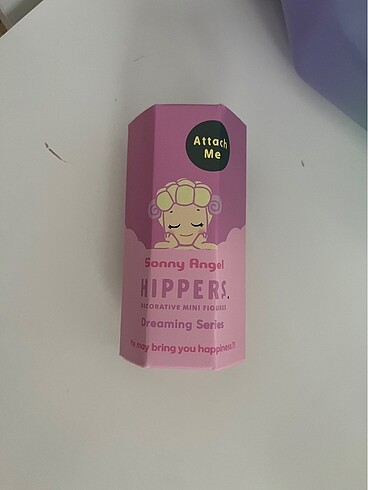 Attach
Me
Sonny Angel
HIPPERS
DECORATIVE MINI FIGURES
Dreaming Series
He may bring you happiness!!